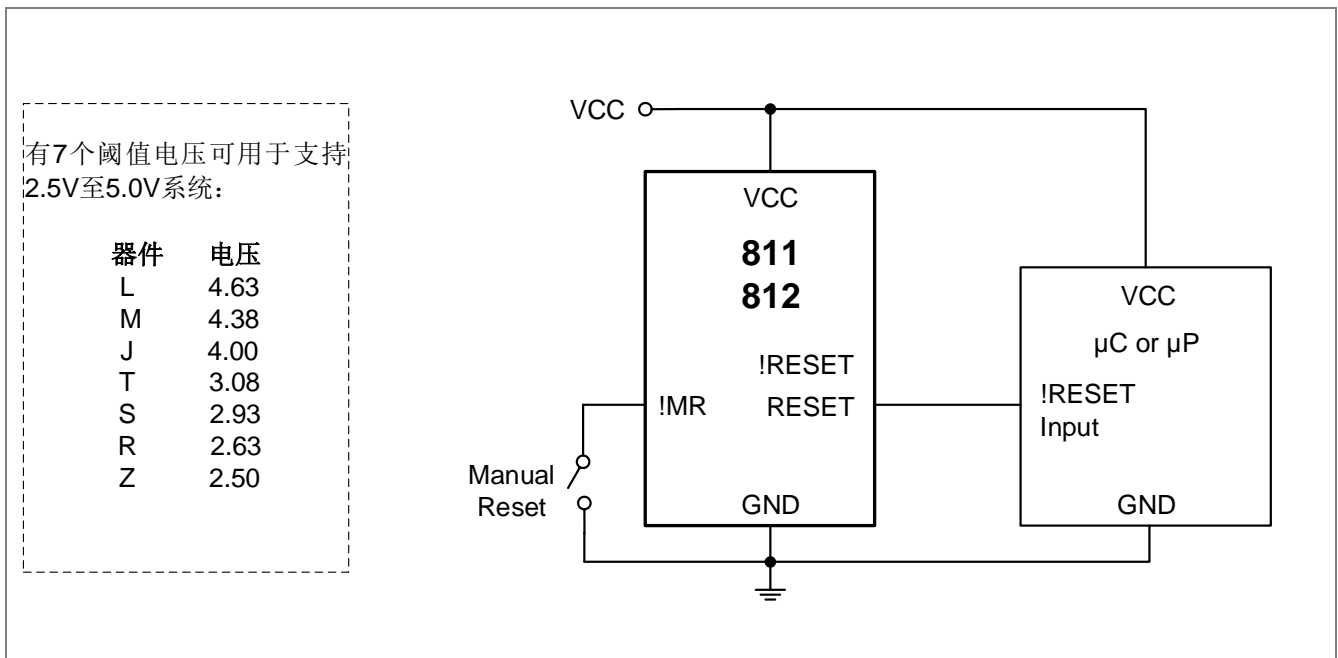 有7个阈值电压可用于支持
2.5V至5.0V系统：
器件 电压
L 4.63
M 4.38
J 4.00
T 3.08
S 2.93
R 2.63
Z 2.50
VCC
VCC
811
812
!RESET
!MR RESET
GND
Manual
Reset
VCC
µC or µP
!RESET
Input
GND